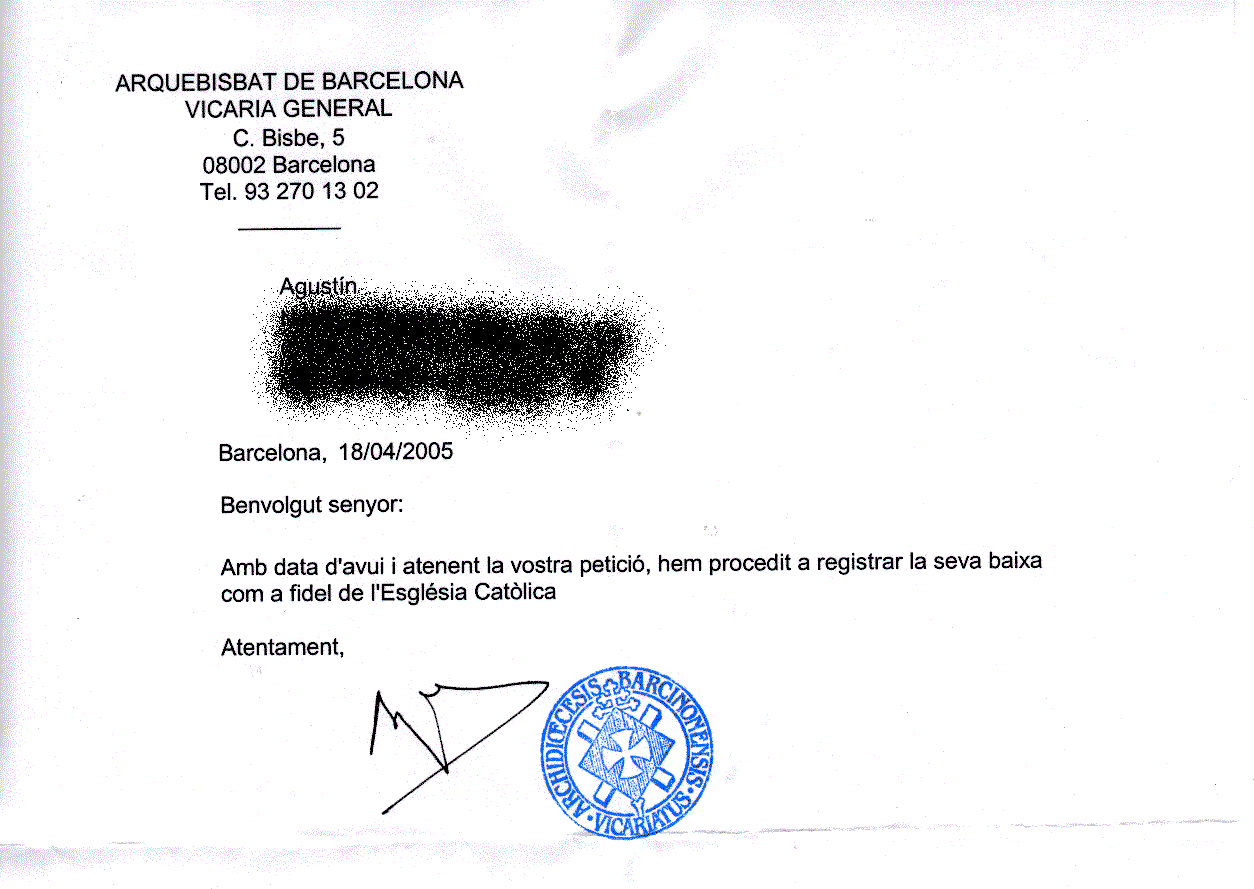 ARQUEBISBAT DE BARCELONA
VICARIA GENERAL
C. Bisbe, 5
08002 Barcelona
Tel. 93 270 13 02
Agustín
Barcelona, 18/04/2005
Benvolgut senyor:
Amb data d'avui i atenent la vostra petició, hem procedit a registrar la seva baixa
com a fidel de l'Església Catòlica
Atentament,
ARCHIDIŒCESIS BARCINONENSIS · VICARIATUS ·